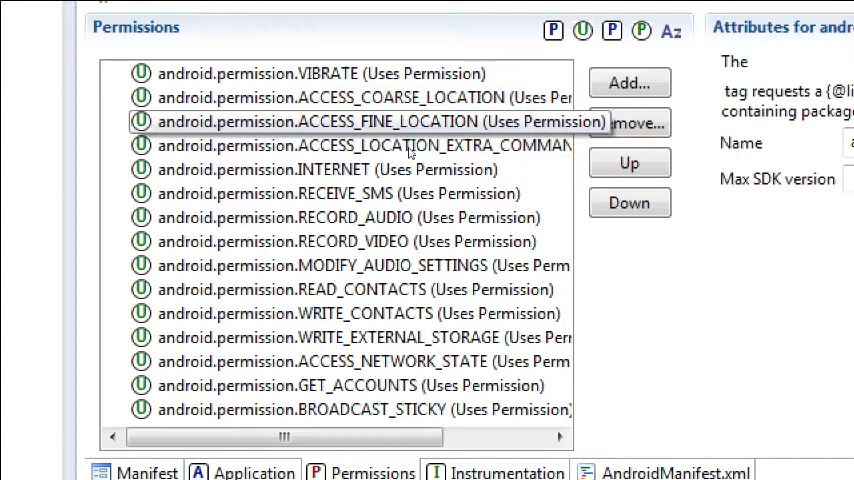 Permissions
P U P P Az
Attributes for andr
android.permission.VIBRATE (Uses Permission)
android.permission.ACCESS_COARSE_LOCATION (Uses Per
android.permission.ACCESS_FINE_LOCATION (Uses Permission)
android.permission.ACCESS_LOCATION_EXTRA_COMMAN
android.permission.INTERNET (Uses Permission)
android.permission.RECEIVE_SMS (Uses Permission)
android.permission.RECORD_AUDIO (Uses Permission)
android.permission.RECORD_VIDEO (Uses Permission)
android.permission.MODIFY_AUDIO_SETTINGS (Uses Perm
android.permission.READ_CONTACTS (Uses Permission)
android.permission.WRITE_CONTACTS (Uses Permission)
android.permission.WRITE_EXTERNAL_STORAGE (Uses Perm
android.permission.ACCESS_NETWORK_STATE (Uses Perm
android.permission.GET_ACCOUNTS (Uses Permission)
android.permission.BROADCAST_STICKY (Uses Permission)
Add...
emove...
Up
Down
The
tag requests a {@li
containing packag
Name
Max SDK version
Manifest
A Application
P Permissions
I Instrumentation
AndroidManifest.xml